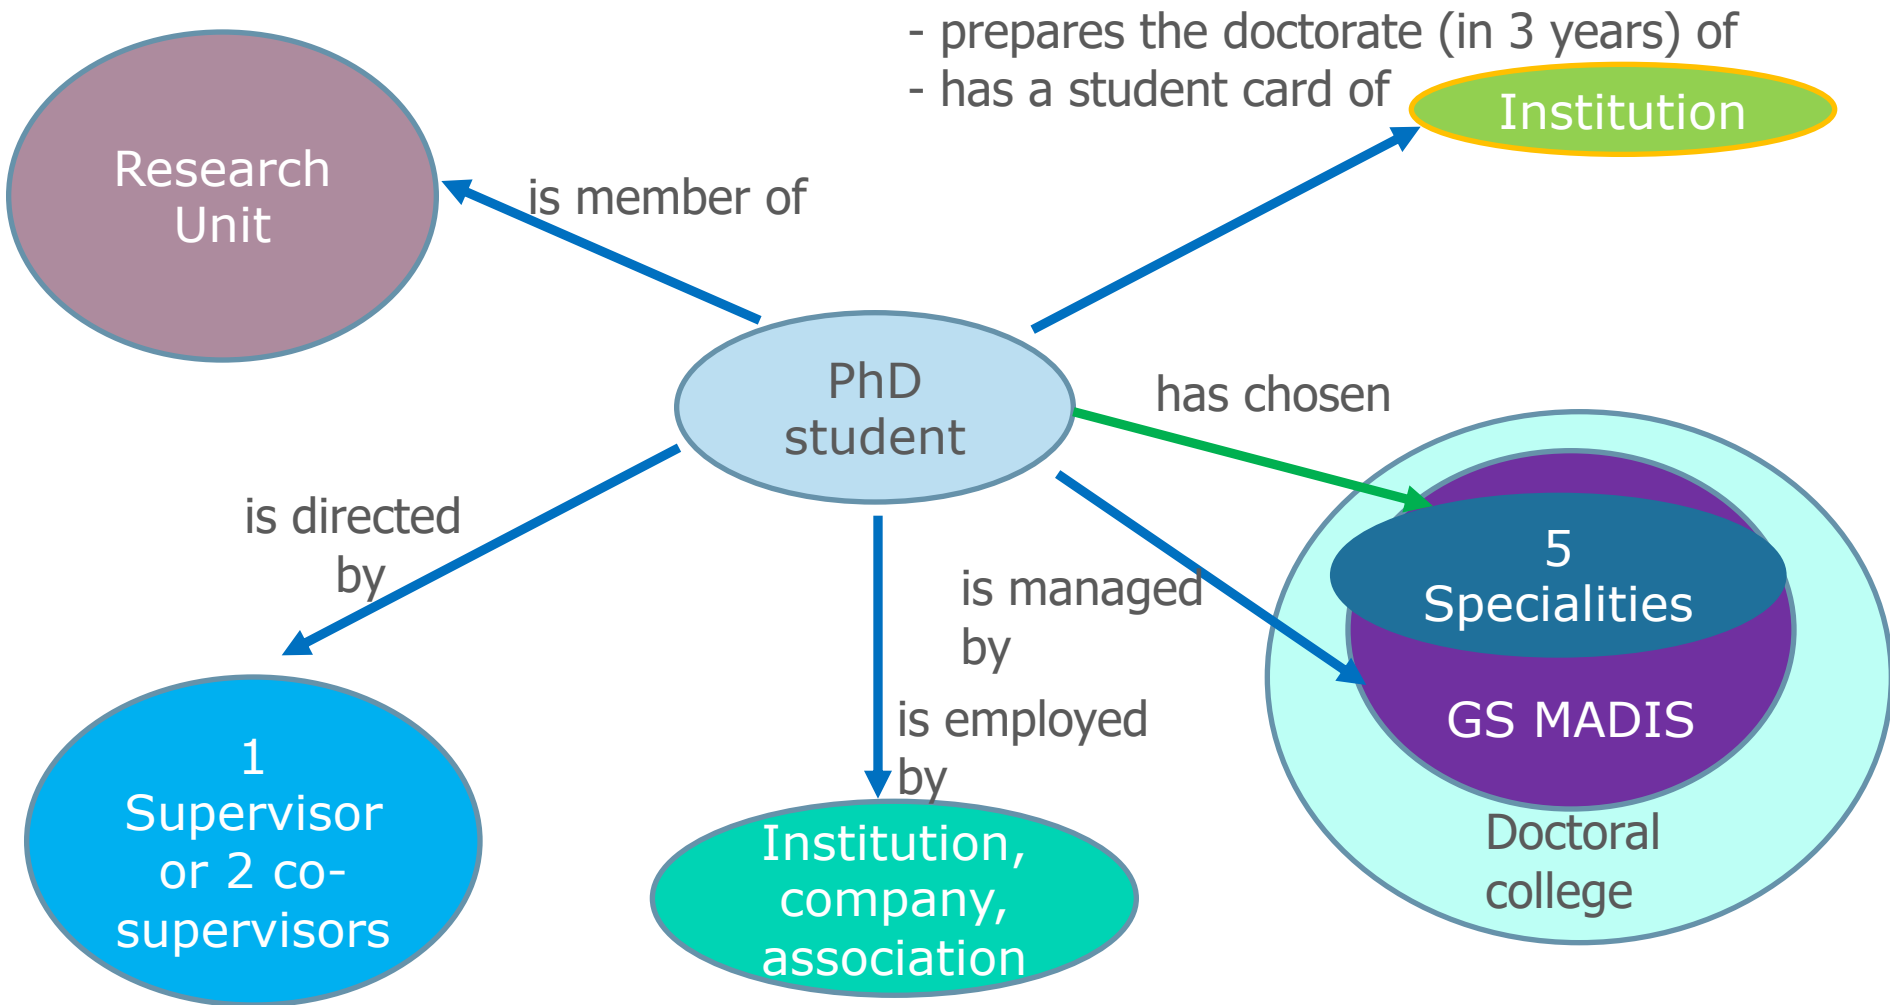 - prepares the doctorate (in 3 years) of
- has a student card of
Institution
Research
Unit
is member of
PhD
student
has chosen
is directed
by
5
Specialities
is managed
by
GS MADIS
is employed
by
1
Supervisor
or 2 co-
supervisors
Institution,
company,
association
Doctoral
college